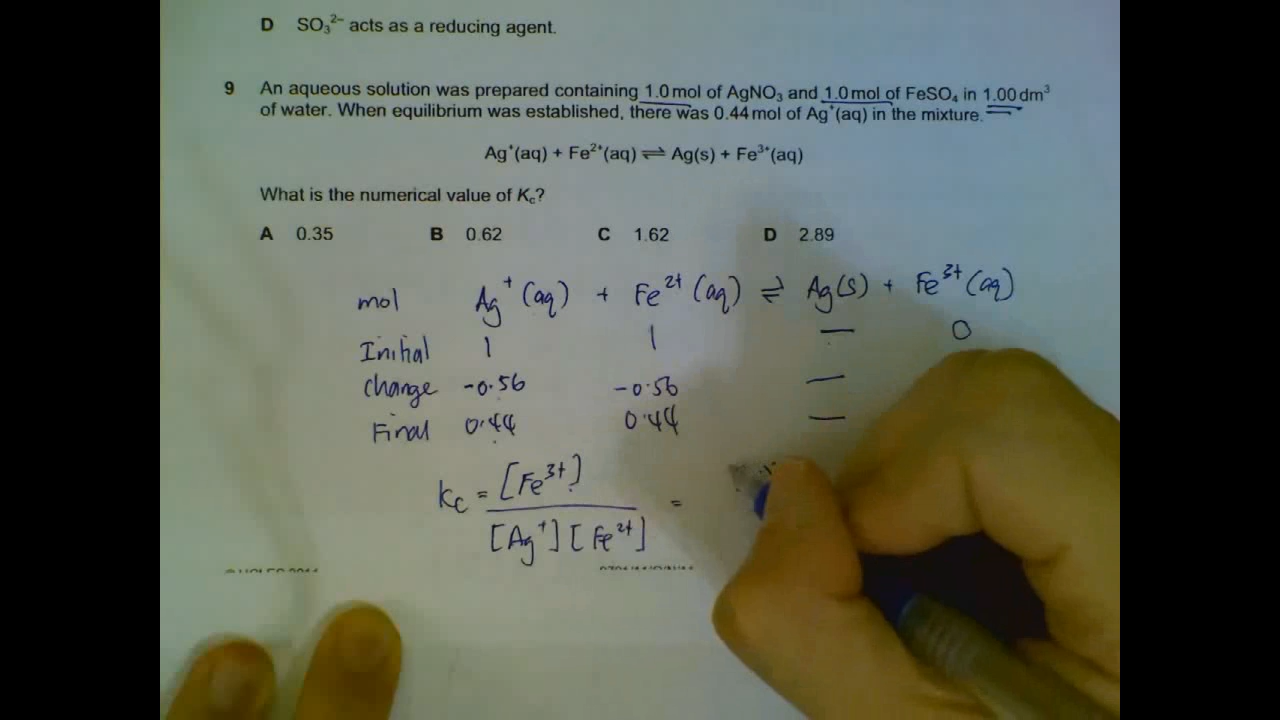 D SO₃²⁻ acts as a reducing agent.
9 An aqueous solution was prepared containing 1.0 mol of AgNO₃ and 1.0 mol of FeSO₄ in 1.00 dm³
of water. When equilibrium was established, there was 0.44 mol of Ag⁺(aq) in the mixture.
Ag⁺(aq) + Fe²⁺(aq) ⇌ Ag(s) + Fe³⁺(aq)
What is the numerical value of Kc?
A 0.35 B 0.62 C 1.62 D 2.89
mol Ag⁺(aq) + Fe²⁺(aq) ⇌ Ag(s) + Fe³⁺(aq)
Initial 1 1 — 0
change -0.56 -0.56 —
Final 0.44 0.44 —
Kc = [Fe³⁺] / [Ag⁺][Fe²⁺] =